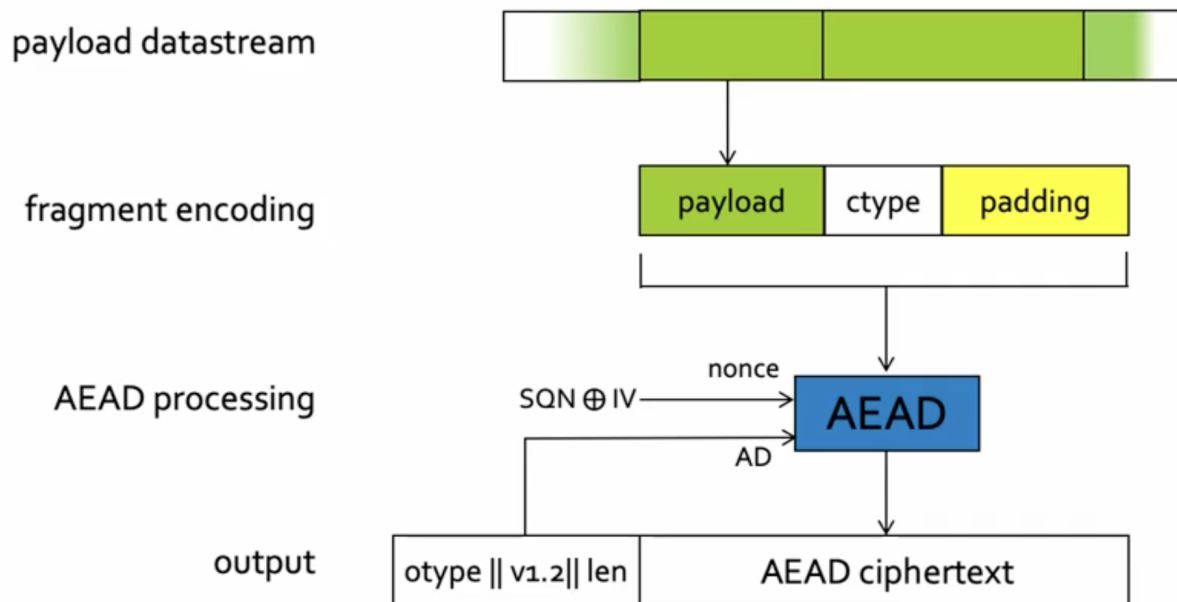 payload datastream
fragment encoding
payload ctype padding
nonce
AEAD processing
SQN ⊕ IV
AEAD
AD
output
otype || v1.2|| len
AEAD ciphertext